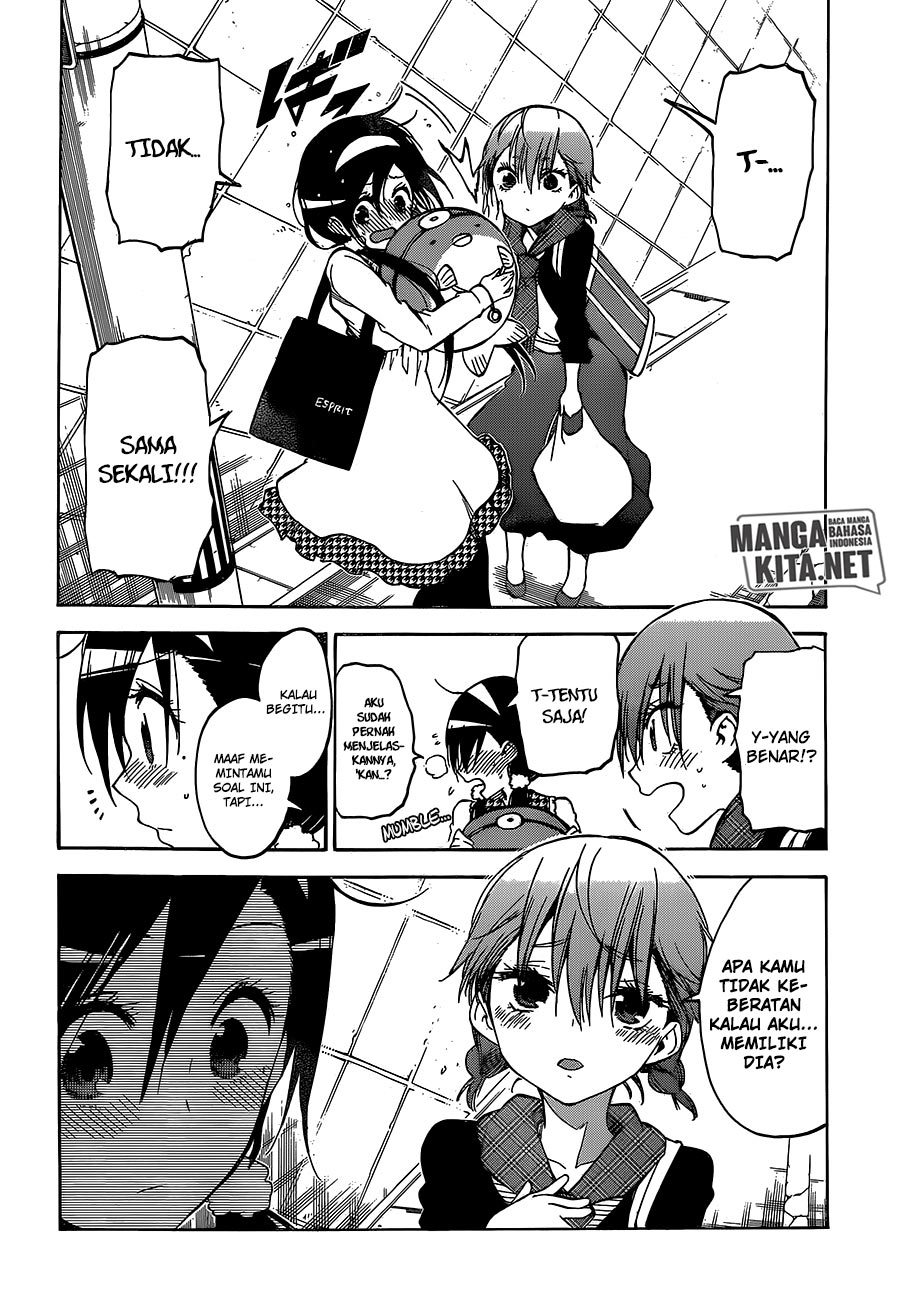 T-...
ばっ
TIDAK...
SAMA
SEKALI!!!
ESPRIT
MANGA
KITA.NET
BACA MANGA
BAHASA
INDONESIA
Y-YANG
BENAR!?
T-TENTU
SAJA!
AKU
SUDAH
PERNAH
MENJELAS-
KANNYA,
'KAN..?
MUMBLE...
KALAU
BEGITU...
MAAF ME-
MINTAMU
SOAL INI,
TAPI...
APA KAMU
TIDAK KE-
BERATAN
KALAU AKU...
MEMILIKI
DIA?